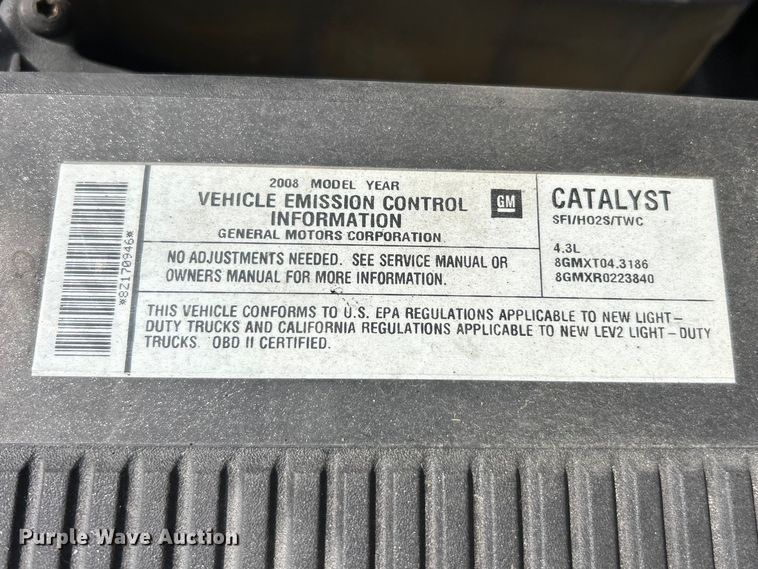 2008 MODEL YEAR
VEHICLE EMISSION CONTROL
INFORMATION
GENERAL MOTORS CORPORATION
GM
NO ADJUSTMENTS NEEDED. SEE SERVICE MANUAL OR
OWNERS MANUAL FOR MORE INFORMATION.
CATALYST
SFI/HO2S/TWC
4.3L
8GMXT04.3186
8GMXR0223840
THIS VEHICLE CONFORMS TO U.S. EPA REGULATIONS APPLICABLE TO NEW LIGHT-
DUTY TRUCKS AND CALIFORNIA REGULATIONS APPLICABLE TO NEW LEV2 LIGHT-DUTY
TRUCKS. OBD II CERTIFIED.
*8Z170946*
Purple Wave Auction